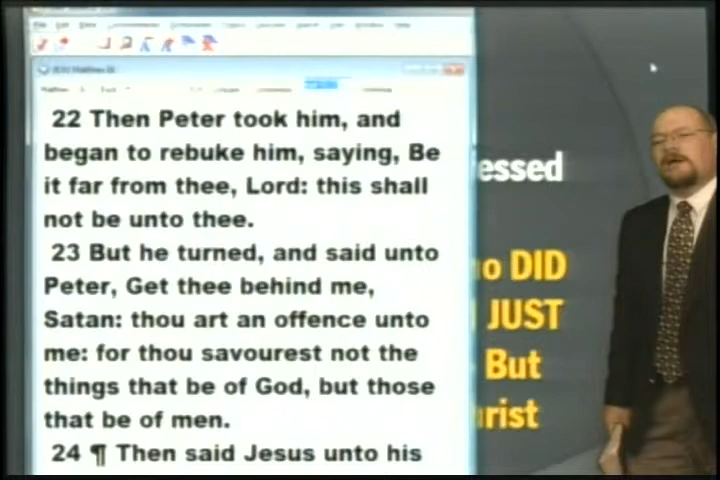 22 Then Peter took him, and
began to rebuke him, saying, Be
it far from thee, Lord: this shall
not be unto thee.
23 But he turned, and said unto
Peter, Get thee behind me,
Satan: thou art an offence unto
me: for thou savourest not the
things that be of God, but those
that be of men.
24 ¶ Then said Jesus unto his
essed
o DID
JUST
But
hrist